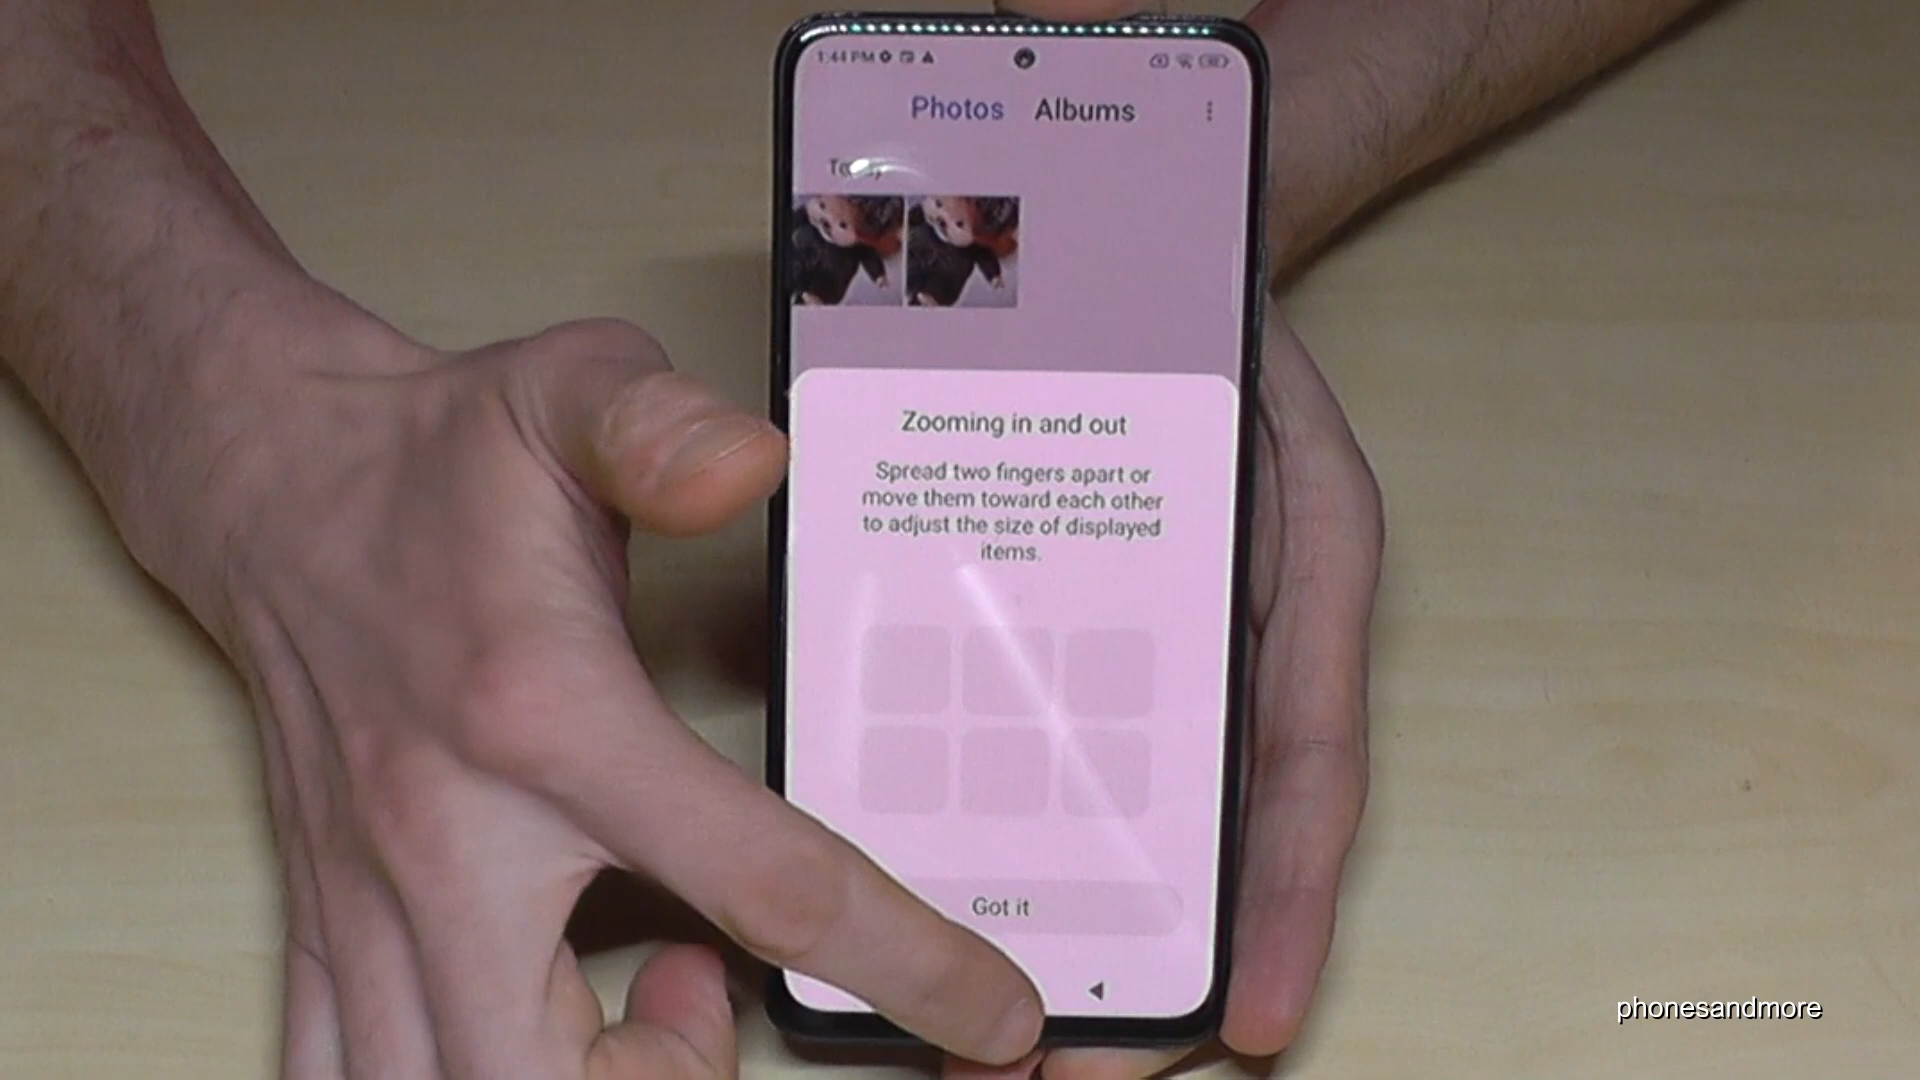 1:44 PM
Photos Albums
Today
Zooming in and out
Spread two fingers apart or
move them toward each other
to adjust the size of displayed
items.
Got it
phonesandmore